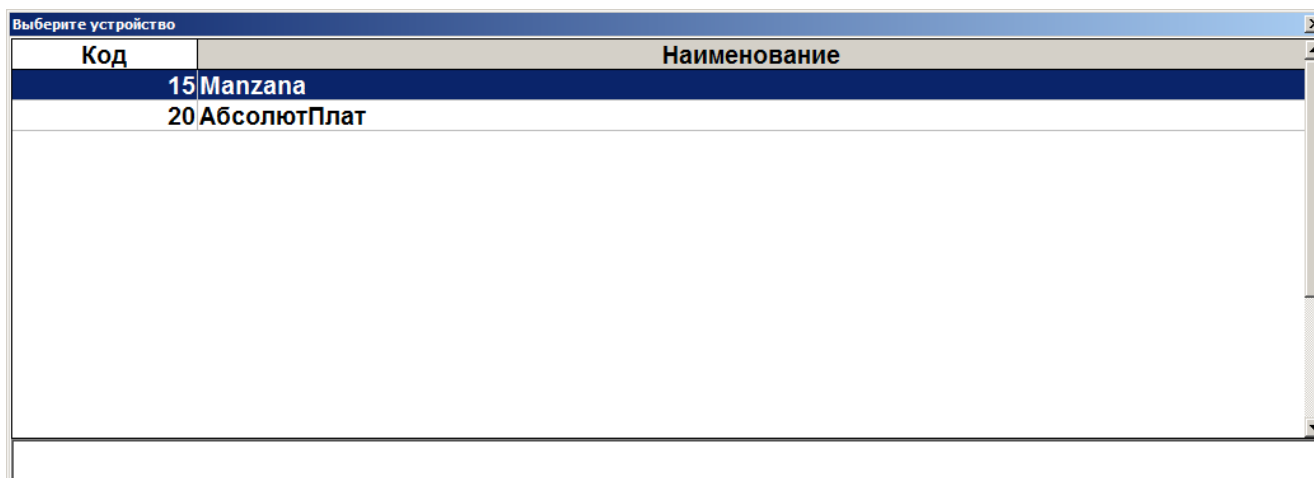 Выберите устройство
Код Наименование
15 Manzana
20 АбсолютПлат